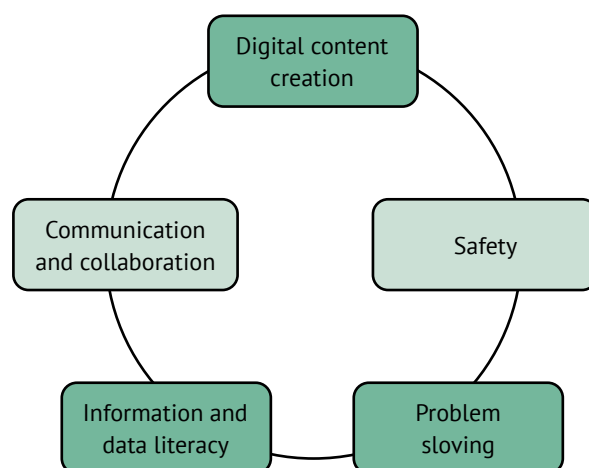 Digital content
creation
Communication
and collaboration
Safety
Information and
data literacy
Problem
sloving